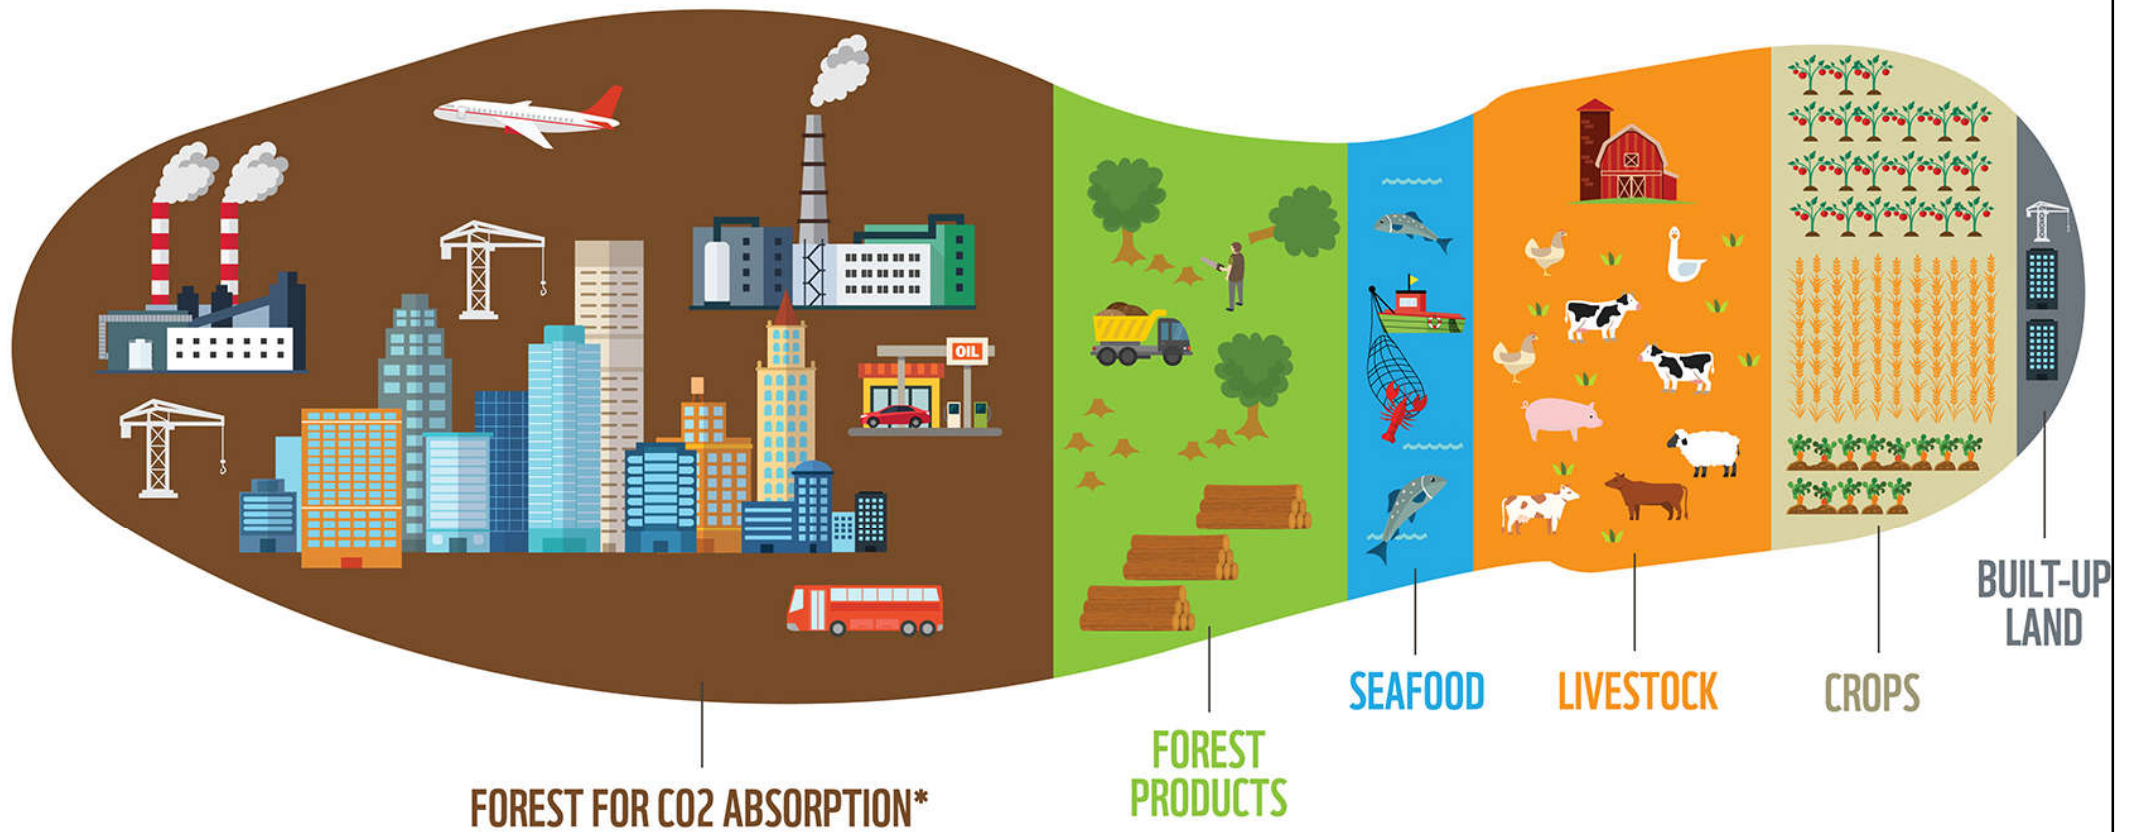 OIL
FOREST FOR CO2 ABSORPTION*
FOREST
PRODUCTS
SEAFOOD
LIVESTOCK
CROPS
BUILT-UP
LAND